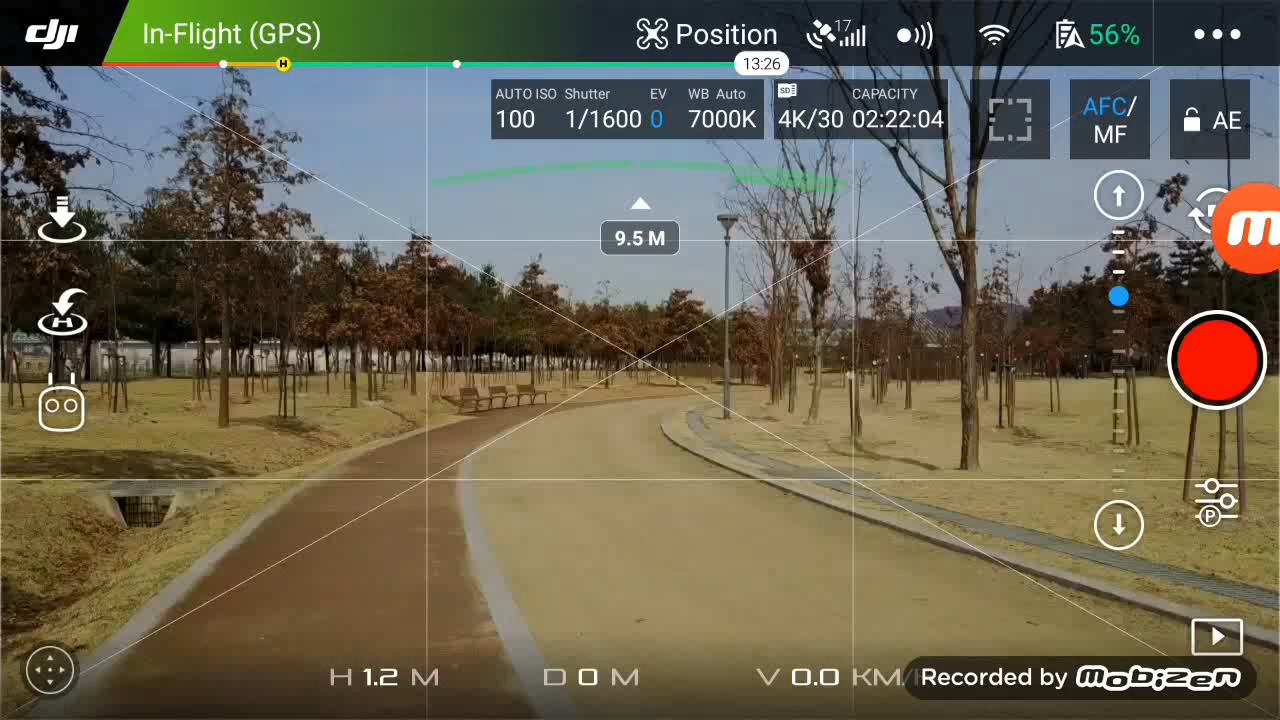 dji In-Flight (GPS) Position 17 56%
H 13:26
AUTO ISO Shutter EV WB Auto SD CAPACITY
100 1/1600 0 7000K 4K/30 02:22:04
AFC/
MF
AE
9.5 M
H
P
H 1.2 M D 0 M V 0.0 KM/H
Recorded by mobizen